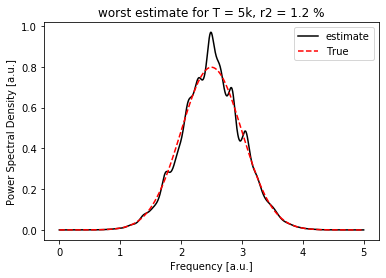 worst estimate for T = 5k, r2 = 1.2 %
1.0
0.8
0.6
0.4
0.2
0.0
Power Spectral Density [a.u.]
estimate
True
0 1 2 3 4 5
Frequency [a.u.]